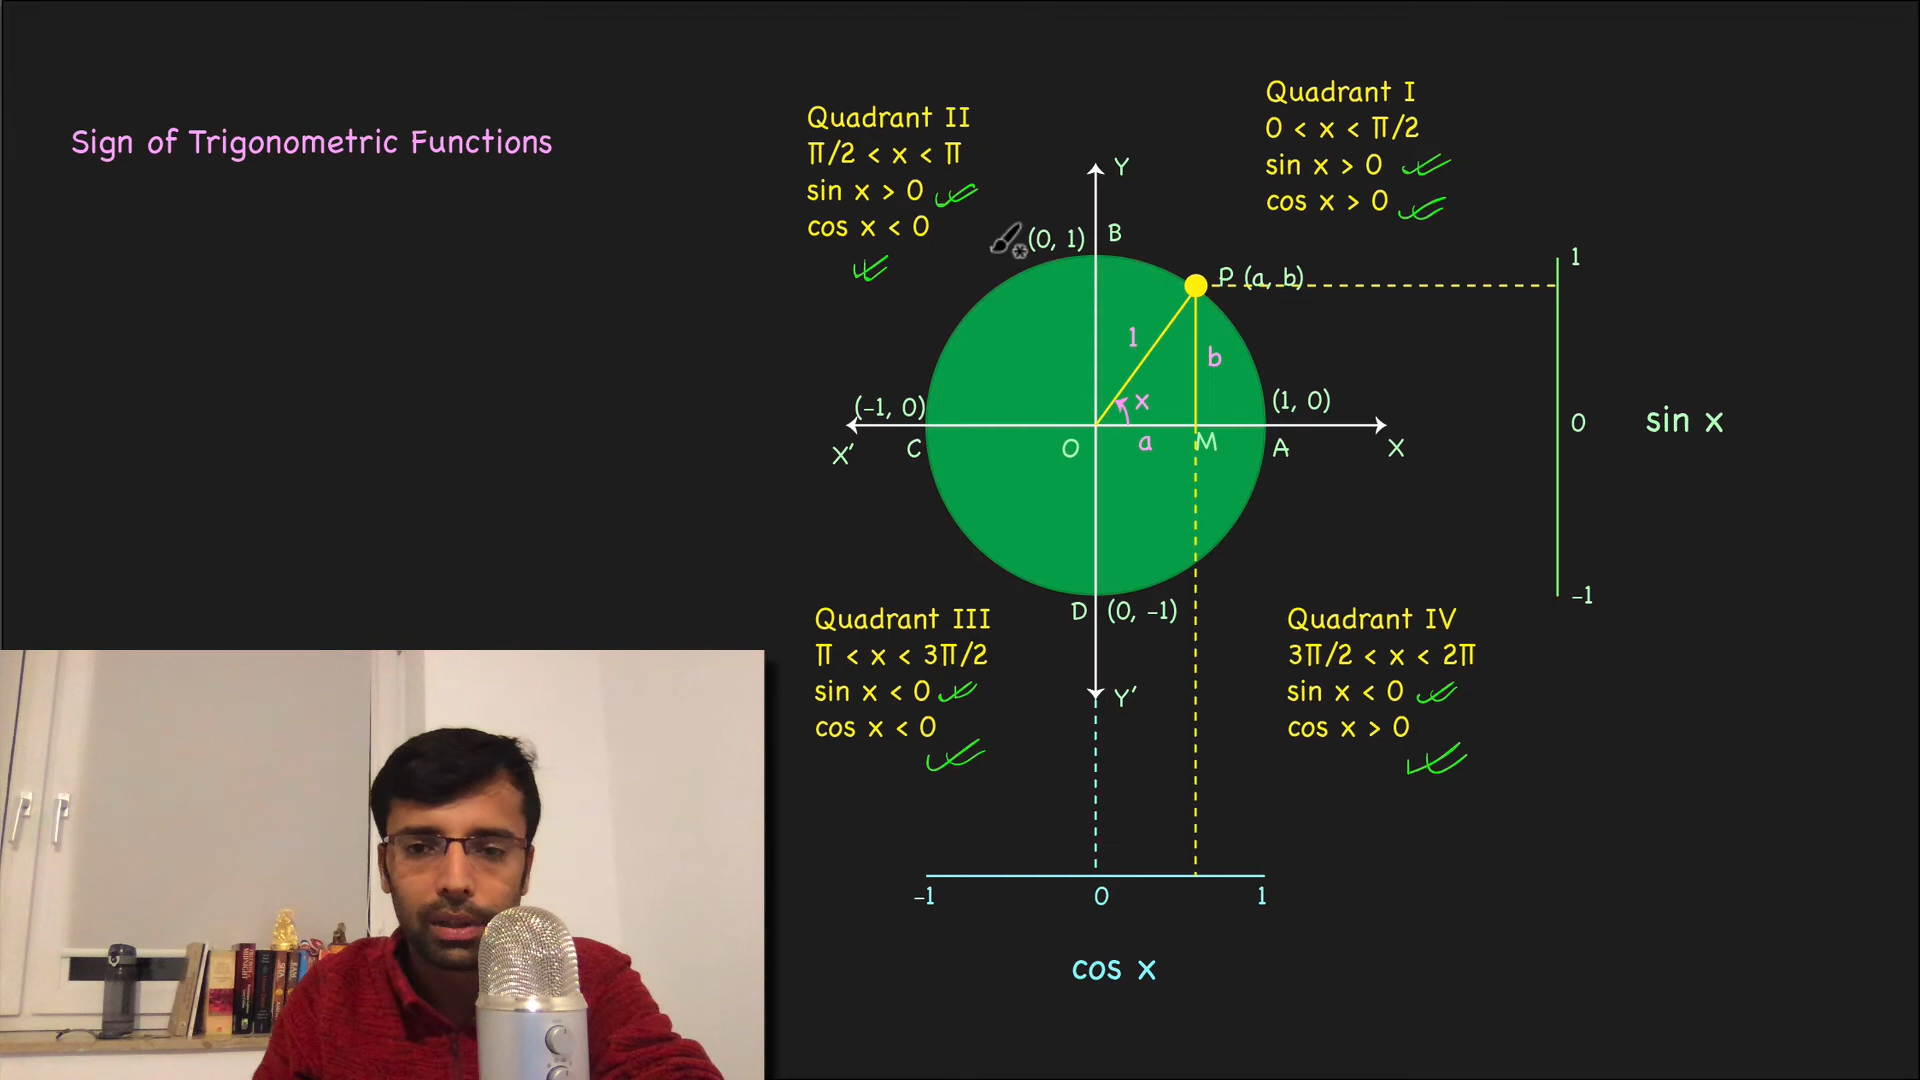 Sign of Trigonometric Functions
Quadrant II
π/2 < x < π
sin x > 0
cos x < 0
Quadrant I
0 < x < π/2
sin x > 0
cos x > 0
Y
(0, 1) B
P (a, b)
1
b
x
(-1, 0)
(1, 0)
X'
C
O
a
M
A
X
1
0
-1
sin x
D (0, -1)
Y'
Quadrant III
π < x < 3π/2
sin x < 0
cos x < 0
Quadrant IV
3π/2 < x < 2π
sin x < 0
cos x > 0
-1 0 1
cos x